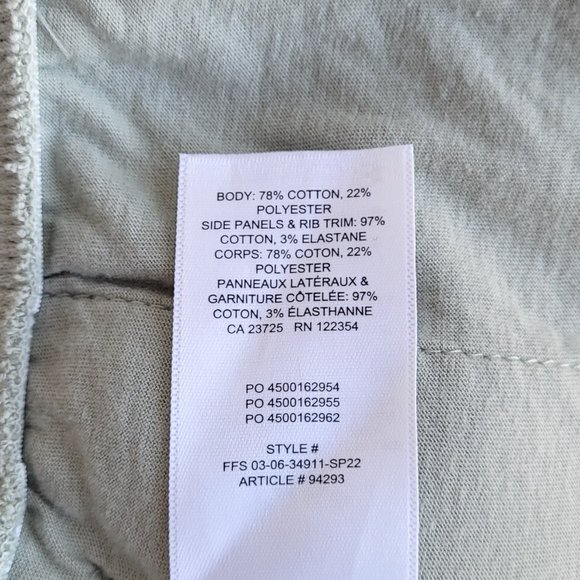 BODY: 78% COTTON, 22%
POLYESTER
SIDE PANELS & RIB TRIM: 97%
COTTON, 3% ELASTANE
CORPS: 78% COTON, 22%
POLYESTER
PANNEAUX LATÉRAUX &
GARNITURE CÔTELÉE: 97%
COTON, 3% ÉLASTHANNE
CA 23725 RN 122354
PO 4500162954
PO 4500162955
PO 4500162962
STYLE #
FFS 03-06-34911-SP22
ARTICLE # 94293